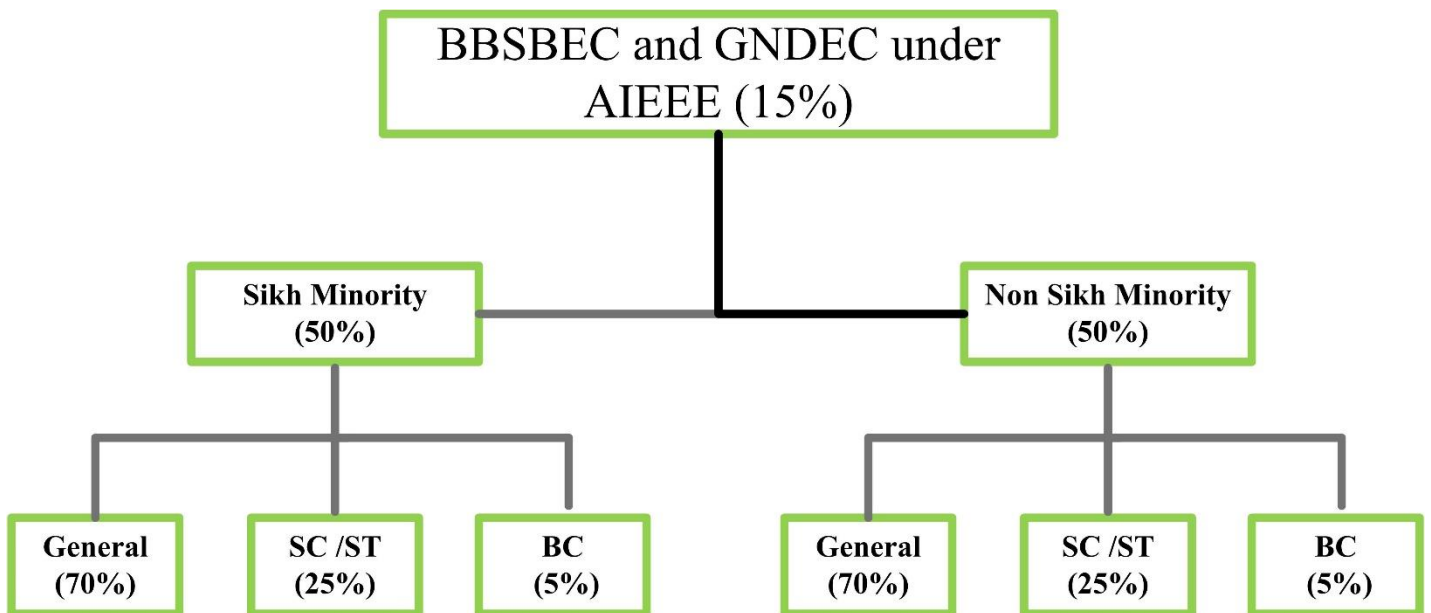 BBSBEC and GNDEC under
AIEEE (15%)
Sikh Minority
(50%)
Non Sikh Minority
(50%)
General
(70%)
SC /ST
(25%)
BC
(5%)
General
(70%)
SC /ST
(25%)
BC
(5%)